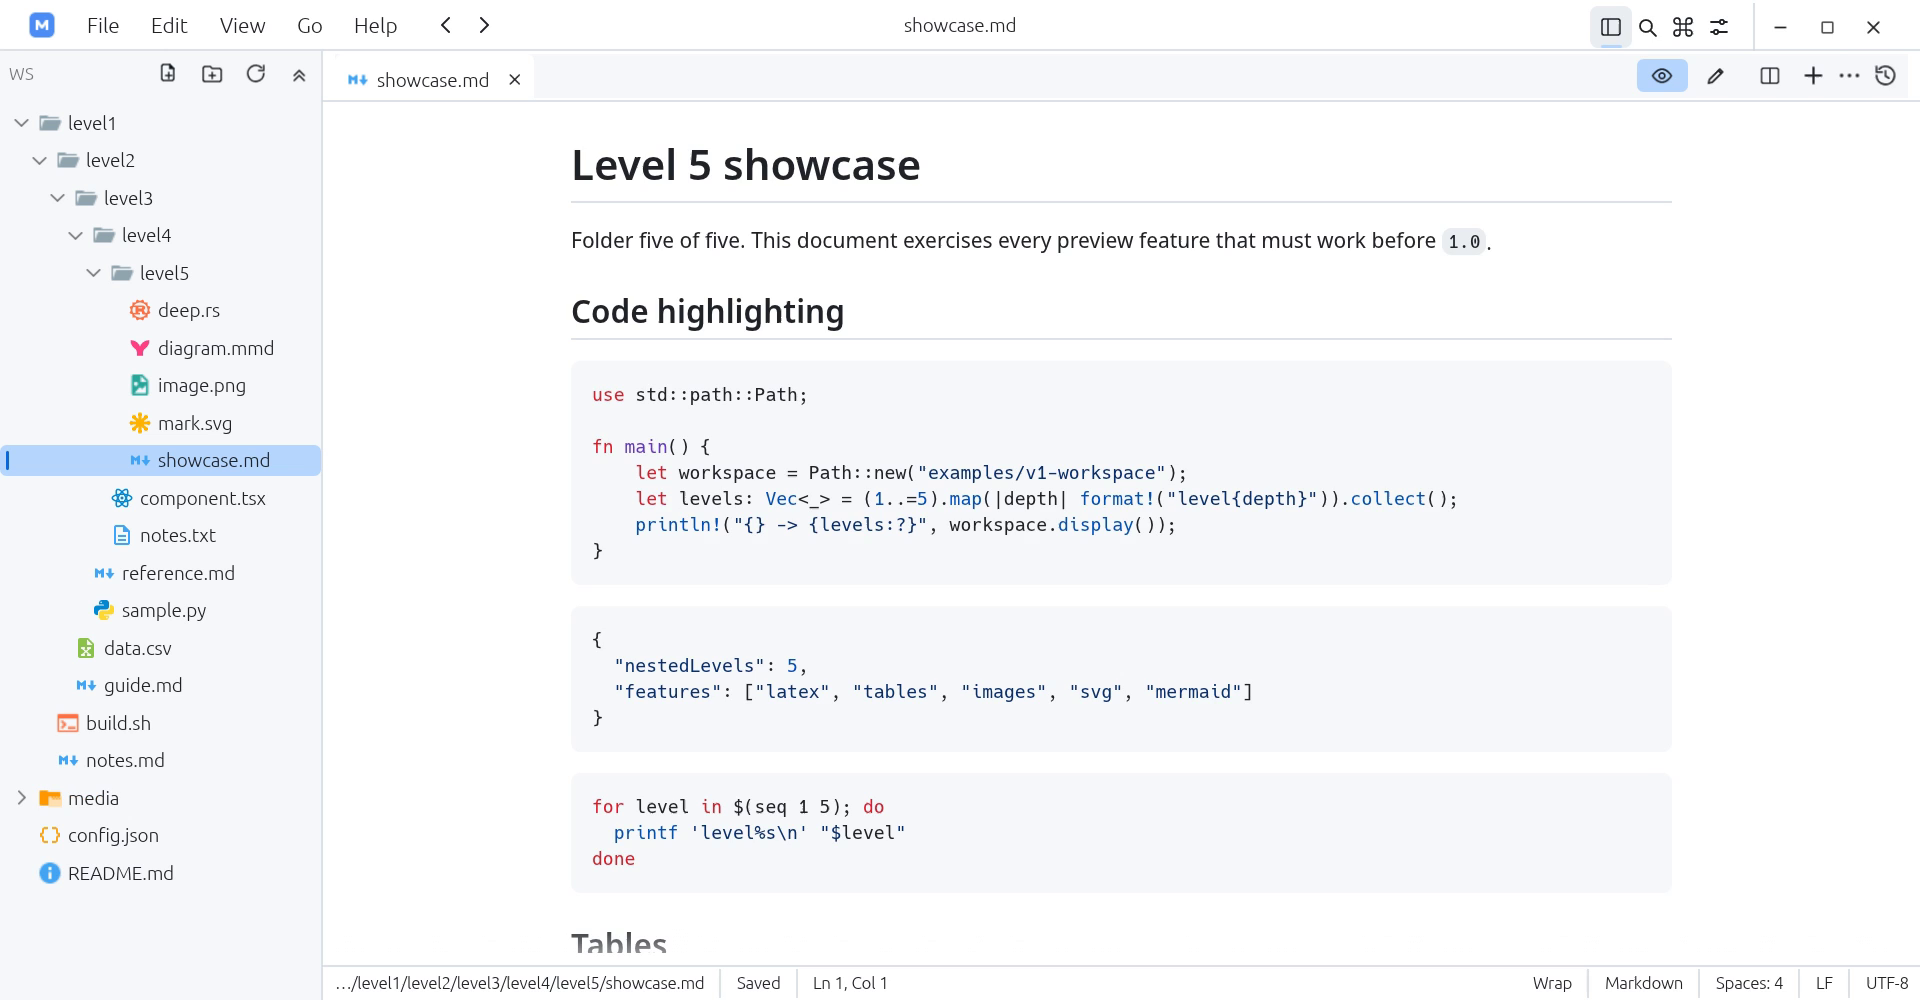 M File Edit View Go Help showcase.md
WS
showcase.md
level1
level2
level3
level4
level5
deep.rs
diagram.mmd
image.png
mark.svg
showcase.md
component.tsx
notes.txt
reference.md
sample.py
data.csv
guide.md
build.sh
notes.md
media
config.json
README.md
Level 5 showcase
Folder five of five. This document exercises every preview feature that must work before 1.0.
Code highlighting
use std::path::Path;
fn main() {
    let workspace = Path::new("examples/v1-workspace");
    let levels: Vec<_> = (1..=5).map(|depth| format!("level{depth}")).collect();
    println!("{} -> {levels:?}", workspace.display());
}
{
  "nestedLevels": 5,
  "features": ["latex", "tables", "images", "svg", "mermaid"]
}
for level in $(seq 1 5); do
  printf 'level%s\n' "$level"
done
Tables
…/level1/level2/level3/level4/level5/showcase.md Saved Ln 1, Col 1 Wrap Markdown Spaces: 4 LF UTF-8